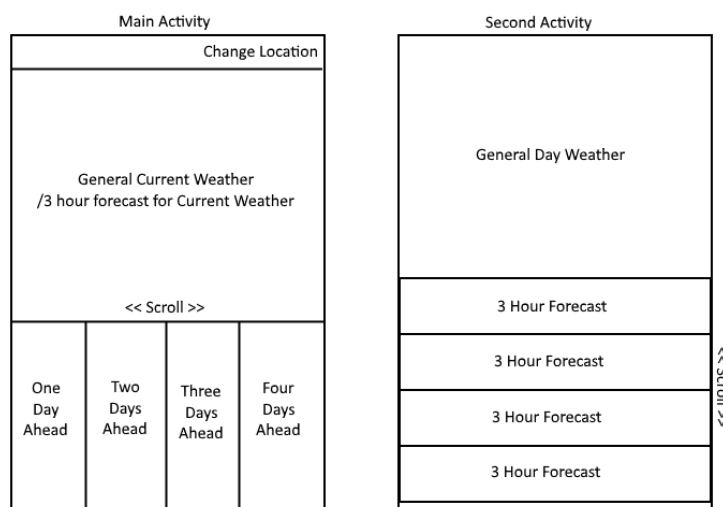 Main Activity
Change Location
General Current Weather
/3 hour forecast for Current Weather
<< Scroll >>
One
Day
Ahead
Two
Days
Ahead
Three
Days
Ahead
Four
Days
Ahead
Second Activity
General Day Weather
3 Hour Forecast
3 Hour Forecast
3 Hour Forecast
3 Hour Forecast
<< Scroll >>